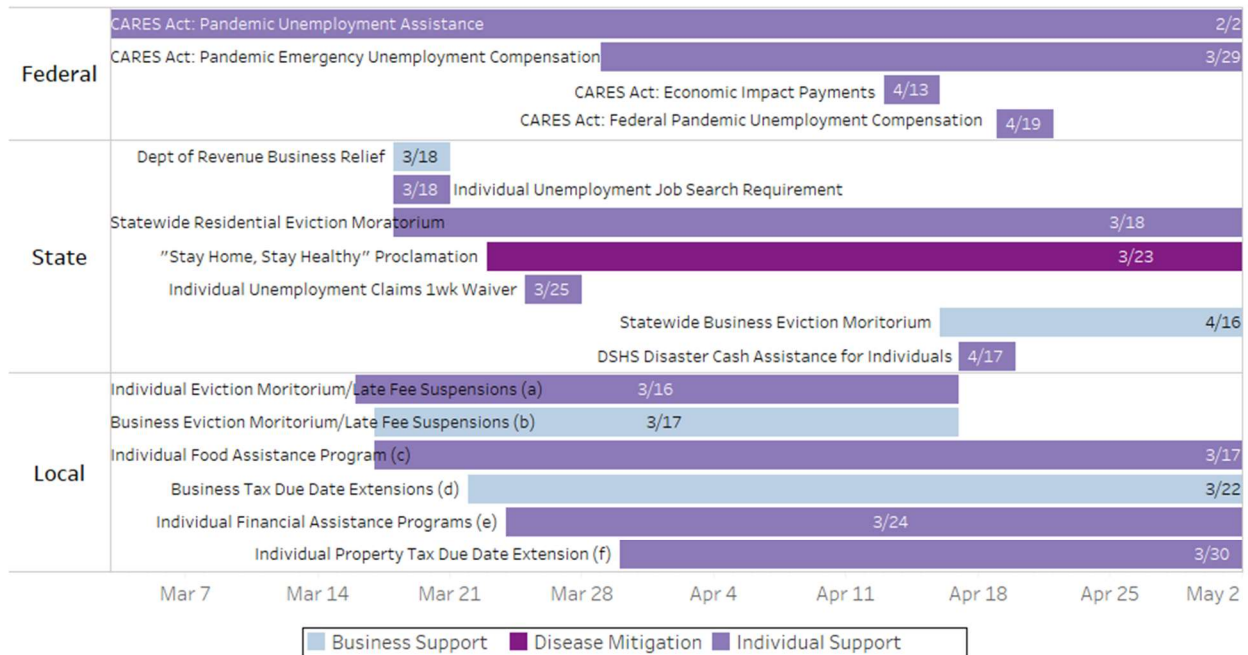 Federal
CARES Act: Pandemic Unemployment Assistance 2/2
CARES Act: Pandemic Emergency Unemployment Compensation 3/29
CARES Act: Economic Impact Payments 4/13
CARES Act: Federal Pandemic Unemployment Compensation 4/19
State
Dept of Revenue Business Relief 3/18
3/18 Individual Unemployment Job Search Requirement
Statewide Residential Eviction Moratorium 3/18
"Stay Home, Stay Healthy" Proclamation 3/23
Individual Unemployment Claims 1wk Waiver 3/25
Statewide Business Eviction Moritorium 4/16
DSHS Disaster Cash Assistance for Individuals 4/17
Local
Individual Eviction Moritorium/Late Fee Suspensions (a) 3/16
Business Eviction Moritorium/Late Fee Suspensions (b) 3/17
Individual Food Assistance Program (c) 3/17
Business Tax Due Date Extensions (d) 3/22
Individual Financial Assistance Programs (e) 3/24
Individual Property Tax Due Date Extension (f) 3/30
Mar 7 Mar 14 Mar 21 Mar 28 Apr 4 Apr 11 Apr 18 Apr 25 May 2
Business Support Disease Mitigation Individual Support